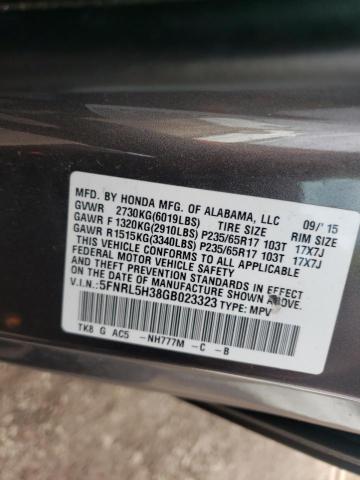 MFD. BY HONDA MFG. OF ALABAMA, LLC 09/'15
GVWR 2730KG(6019LBS) TIRE SIZE RIM SIZE
GAWR F 1320KG(2910LBS) P235/65R17 103T 17X7J
GAWR R1515KG(3340LBS) P235/65R17 103T 17X7J
THIS VEHICLE CONFORMS TO ALL APPLICABLE
FEDERAL MOTOR VEHICLE SAFETY AND
THEFT PREVENTION STANDARDS IN EFFECT
ON THE DATE OF MANUFACTURE SHOWN ABOVE.
V.I.N.: 5FNRL5H38GB023323 TYPE: MPV
TK8 G AC5 -NH777M -C -B